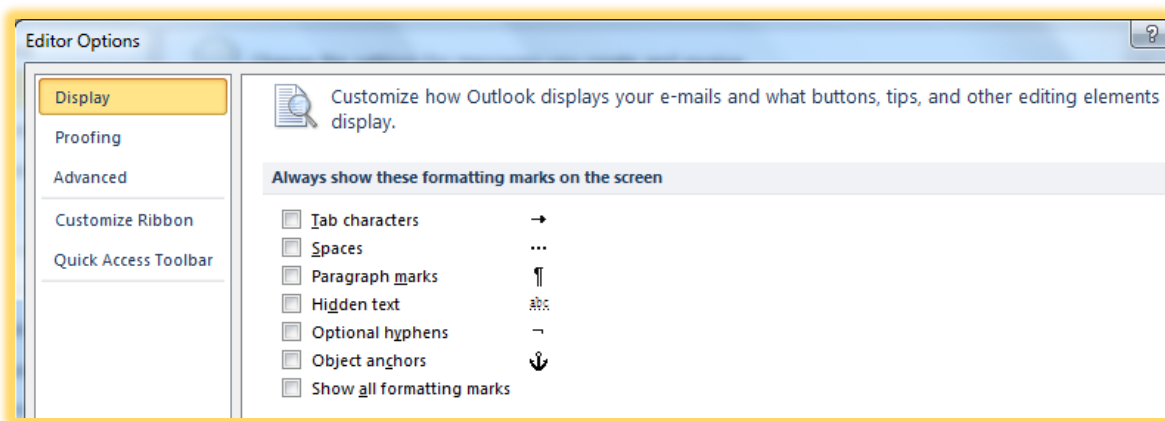 Editor Options
?
Display
Proofing
Advanced
Customize Ribbon
Quick Access Toolbar
Customize how Outlook displays your e-mails and what buttons, tips, and other editing elements
display.
Always show these formatting marks on the screen
Tab characters →
Spaces ···
Paragraph marks ¶
Hidden text abc
Optional hyphens ¬
Object anchors ⚓
Show all formatting marks